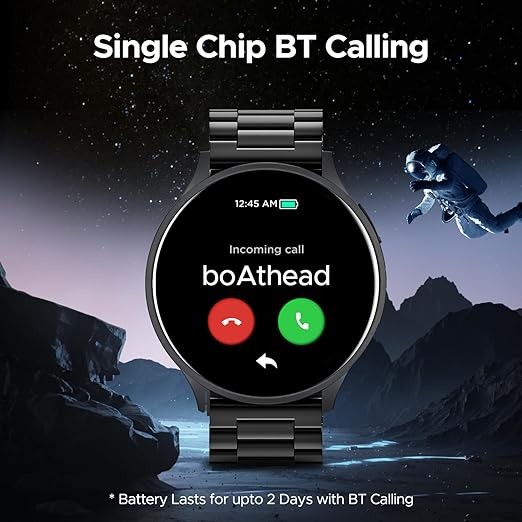 Single Chip BT Calling
12:45 AM
Incoming call
boAthead
* Battery Lasts for upto 2 Days with BT Calling